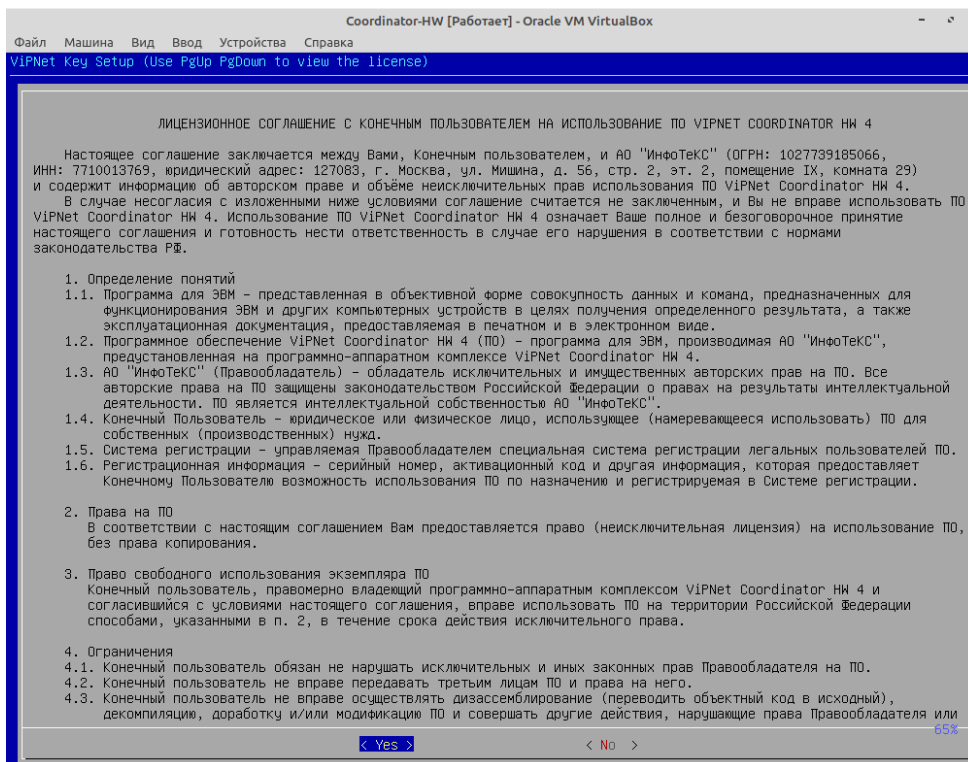 Coordinator-HW [Работает] - Oracle VM VirtualBox
Файл Машина Вид Ввод Устройства Справка
ViPNet Key Setup (Use PgUp PgDown to view the license)
ЛИЦЕНЗИОННОЕ СОГЛАШЕНИЕ С КОНЕЧНЫМ ПОЛЬЗОВАТЕЛЕМ НА ИСПОЛЬЗОВАНИЕ ПО VIPNET COORDINATOR HW 4
Настоящее соглашение заключается между Вами, Конечным пользователем, и АО "ИнфоТеКС" (ОГРН: 1027739185066,
ИНН: 7710013769, юридический адрес: 127083, г. Москва, ул. Мишина, д. 56, стр. 2, эт. 2, помещение IX, комната 29)
и содержит информацию об авторском праве и объёме неисключительных прав использования ПО ViPNet Coordinator HW 4.
В случае несогласия с изложенными ниже условиями соглашение считается не заключенным, и Вы не вправе использовать ПО
ViPNet Coordinator HW 4. Использование ПО ViPNet Coordinator HW 4 означает Ваше полное и безоговорочное принятие
настоящего соглашения и готовность нести ответственность в случае его нарушения в соответствии с нормами
законодательства РФ.
1. Определение понятий
1.1. Программа для ЭВМ – представленная в объективной форме совокупность данных и команд, предназначенных для
функционирования ЭВМ и других компьютерных устройств в целях получения определенного результата, а также
эксплуатационная документация, предоставляемая в печатном и в электронном виде.
1.2. Программное обеспечение ViPNet Coordinator HW 4 (ПО) – программа для ЭВМ, производимая АО "ИнфоТеКС",
предустановленная на программно-аппаратном комплексе ViPNet Coordinator HW 4.
1.3. АО "ИнфоТеКС" (Правообладатель) – обладатель исключительных и имущественных авторских прав на ПО. Все
авторские права на ПО защищены законодательством Российской Федерации о правах на результаты интеллектуальной
деятельности. ПО является интеллектуальной собственностью АО "ИнфоТеКС".
1.4. Конечный Пользователь – юридическое или физическое лицо, использующее (намеревающееся использовать) ПО для
собственных (производственных) нужд.
1.5. Система регистрации – управляемая Правообладателем специальная система регистрации легальных пользователей ПО.
1.6. Регистрационная информация – серийный номер, активационный код и другая информация, которая предоставляет
Конечному Пользователю возможность использования ПО по назначению и регистрируемая в Системе регистрации.
2. Права на ПО
В соответствии с настоящим соглашением Вам предоставляется право (неисключительная лицензия) на использование ПО,
без права копирования.
3. Право свободного использования экземпляра ПО
Конечный пользователь, правомерно владеющий программно-аппаратным комплексом ViPNet Coordinator HW 4 и
согласившийся с условиями настоящего соглашения, вправе использовать ПО на территории Российской Федерации
способами, указанными в п. 2, в течение срока действия исключительного права.
4. Ограничения
4.1. Конечный пользователь обязан не нарушать исключительных и иных законных прав Правообладателя на ПО.
4.2. Конечный пользователь не вправе передавать третьим лицам ПО и права на него.
4.3. Конечный пользователь не вправе осуществлять дизассемблирование (переводить объектный код в исходный),
декомпиляцию, доработку и/или модификацию ПО и совершать другие действия, нарушающие права Правообладателя или
65%
< Yes > < No >